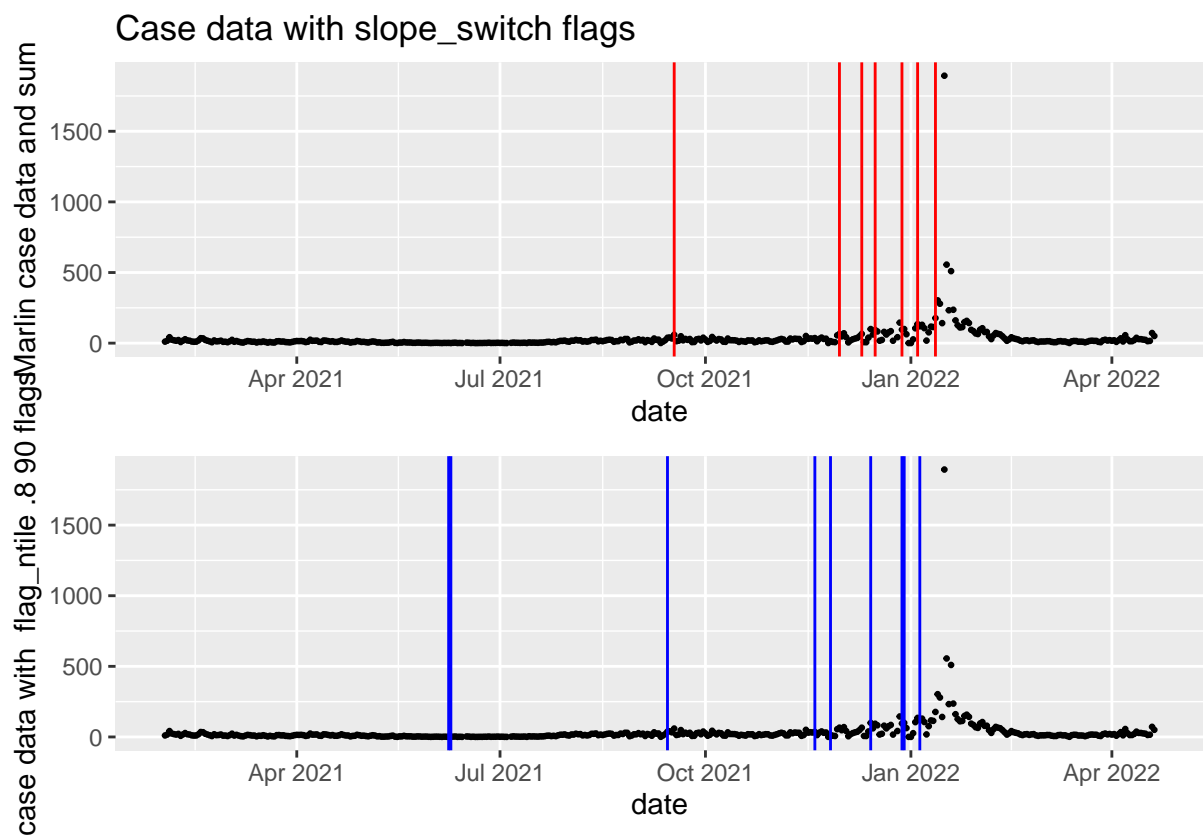 Case data with slope_switch flags
Marlin case data and sum
1500
1000
500
0
Apr 2021
Jul 2021
Oct 2021
Jan 2022
Apr 2022
date
case data with  flag_ntile .8 90 flags
1500
1000
500
0
Apr 2021
Jul 2021
Oct 2021
Jan 2022
Apr 2022
date